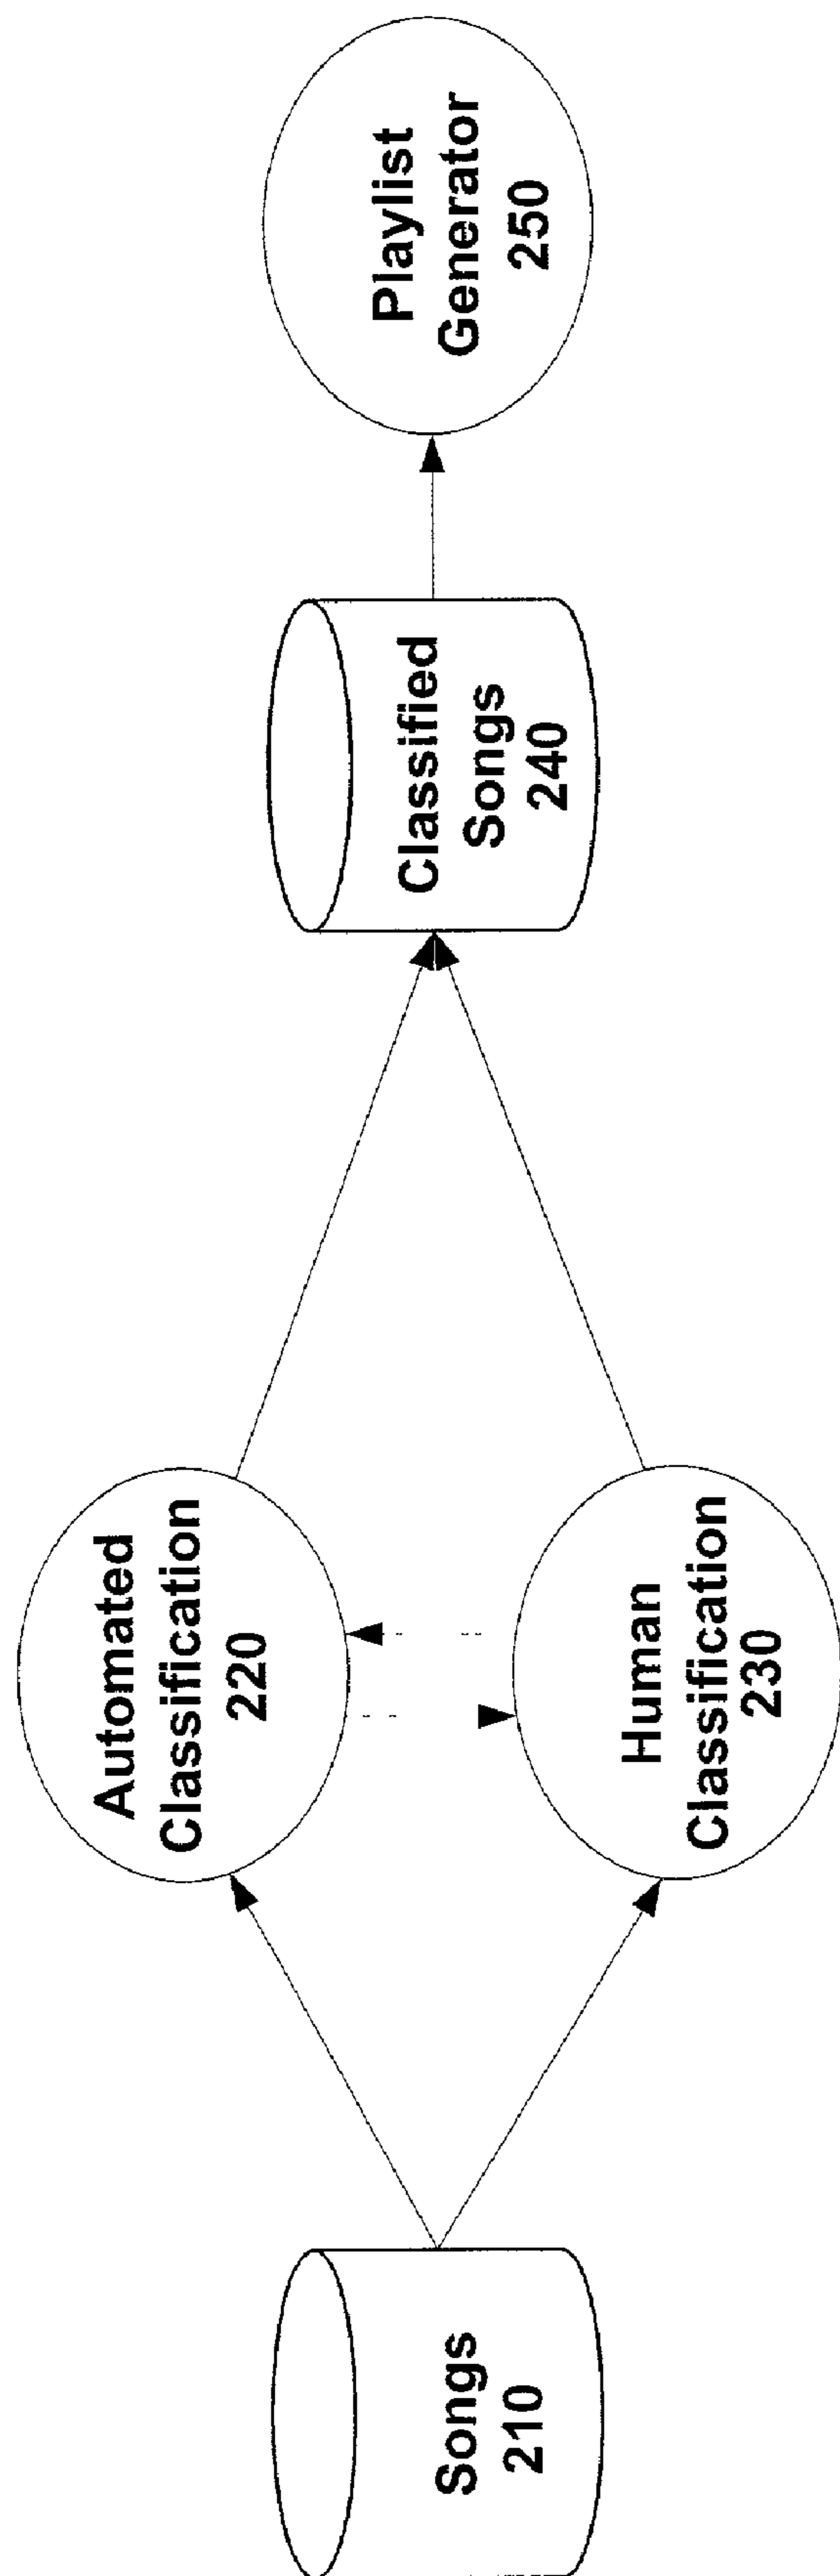 Songs
210
Automated
Classification
220
Human
Classification
230
Classified
Songs
240
Playlist
Generator
250